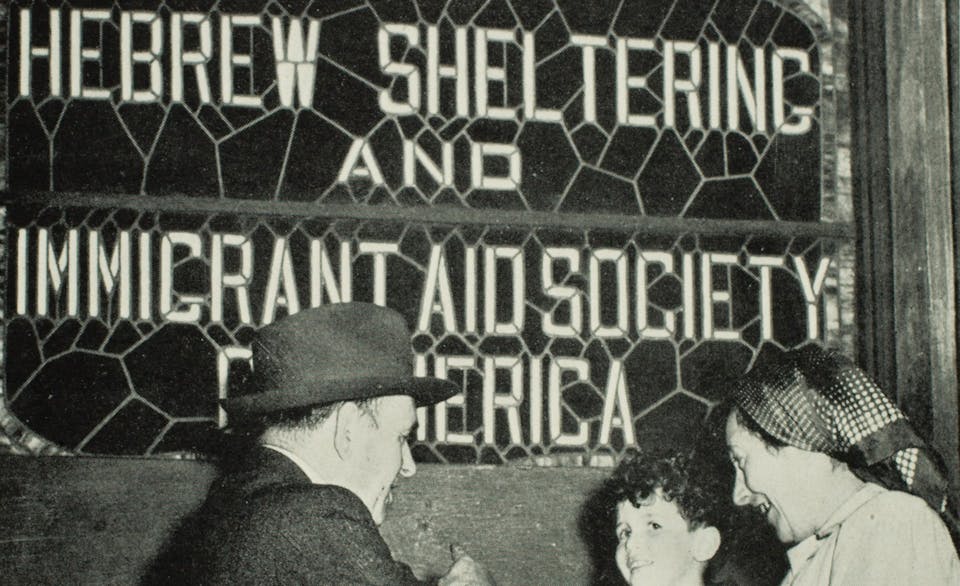 HEBREW SHELTERING
AND
IMMIGRANT AID SOCIETY